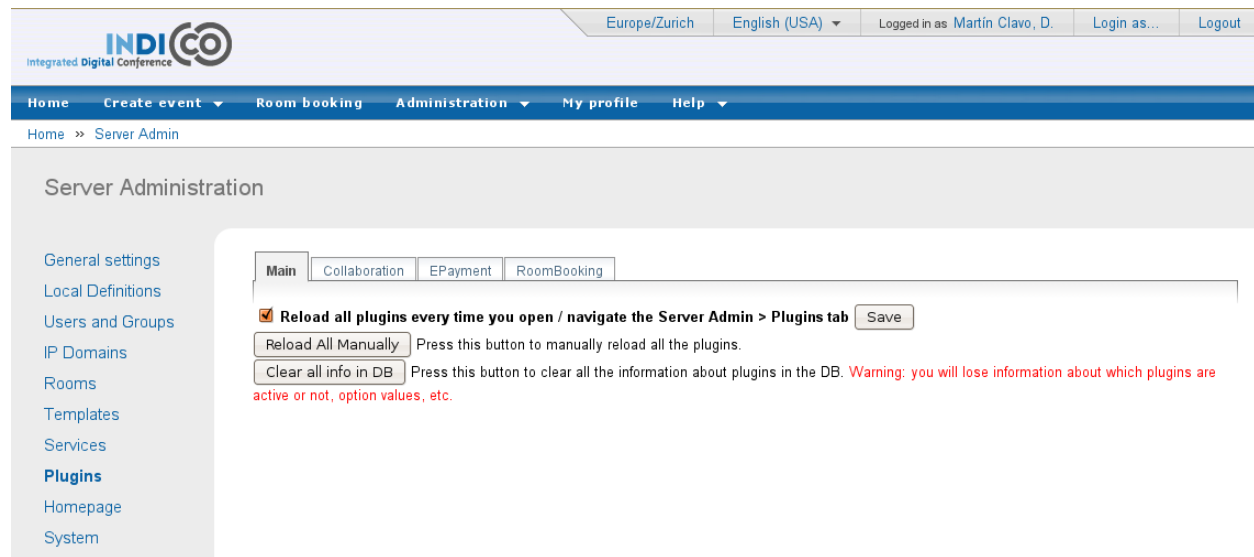 Europe/Zurich English (USA) Logged in as Martín Clavo, D. Login as... Logout
INDICO
Integrated Digital Conference
Home Create event Room booking Administration My profile Help
Home » Server Admin
Server Administration
General settings
Local Definitions
Users and Groups
IP Domains
Rooms
Templates
Services
Plugins
Homepage
System
Main Collaboration EPayment RoomBooking
Reload all plugins every time you open / navigate the Server Admin > Plugins tab Save
Reload All Manually Press this button to manually reload all the plugins.
Clear all info in DB Press this button to clear all the information about plugins in the DB. Warning: you will lose information about which plugins are
active or not, option values, etc.